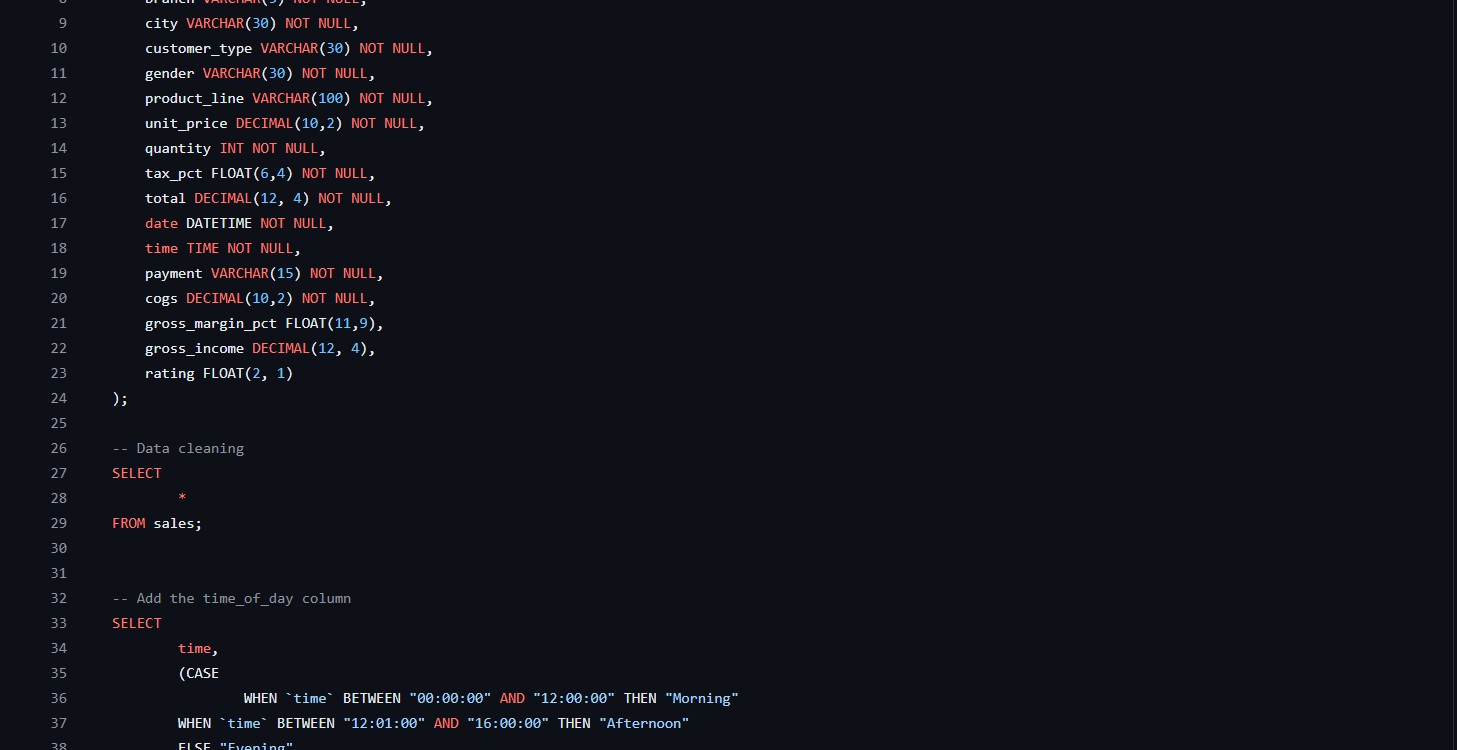 8 branch VARCHAR(5) NOT NULL,
9 city VARCHAR(30) NOT NULL,
10 customer_type VARCHAR(30) NOT NULL,
11 gender VARCHAR(30) NOT NULL,
12 product_line VARCHAR(100) NOT NULL,
13 unit_price DECIMAL(10,2) NOT NULL,
14 quantity INT NOT NULL,
15 tax_pct FLOAT(6,4) NOT NULL,
16 total DECIMAL(12, 4) NOT NULL,
17 date DATETIME NOT NULL,
18 time TIME NOT NULL,
19 payment VARCHAR(15) NOT NULL,
20 cogs DECIMAL(10,2) NOT NULL,
21 gross_margin_pct FLOAT(11,9),
22 gross_income DECIMAL(12, 4),
23 rating FLOAT(2, 1)
24 );
25
26 -- Data cleaning
27 SELECT
28 *
29 FROM sales;
30
31
32 -- Add the time_of_day column
33 SELECT
34 time,
35 (CASE
36 WHEN `time` BETWEEN "00:00:00" AND "12:00:00" THEN "Morning"
37 WHEN `time` BETWEEN "12:01:00" AND "16:00:00" THEN "Afternoon"
38 ELSE "Evening"